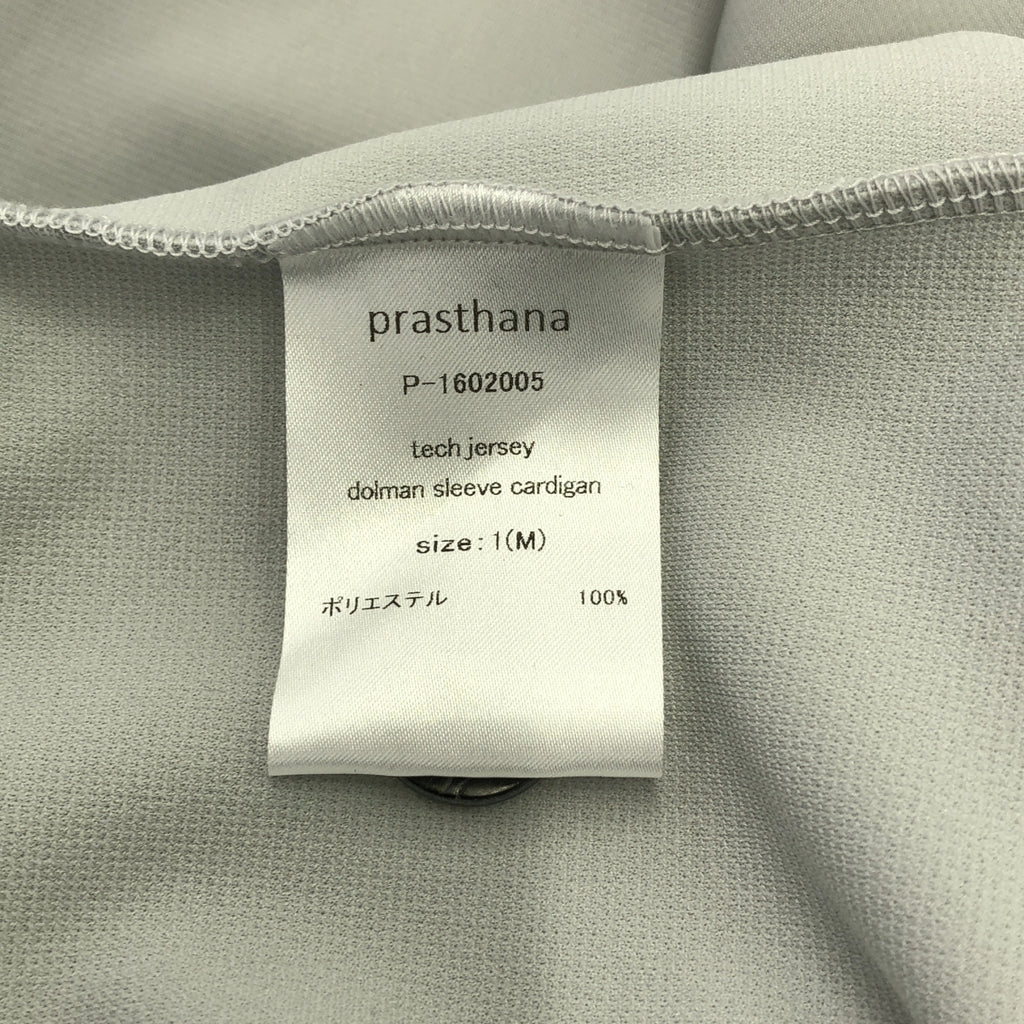 prasthana
P-1602005
tech jersey
dolman sleeve cardigan
size: 1(M)
ポリエステル 100%